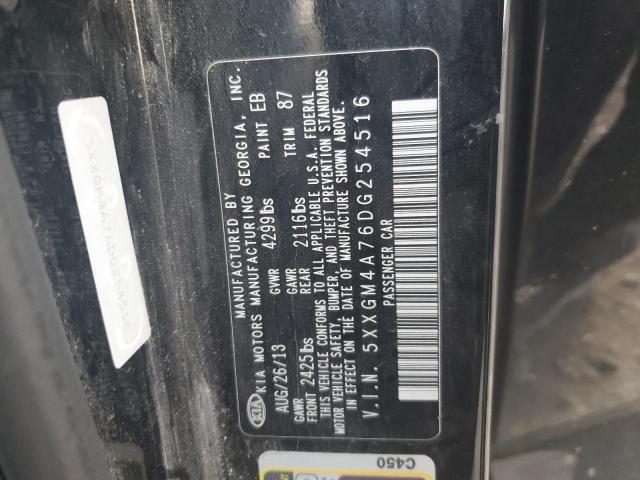 MANUFACTURED BY
KIA KIA MOTORS MANUFACTURING GEORGIA, INC.
AUG/26/13 GVWR 4299lbs PAINT EB
GAWR FRONT 2425lbs GAWR REAR 2116lbs TRIM 87
THIS VEHICLE CONFORMS TO ALL APPLICABLE U.S.A. FEDERAL
MOTOR VEHICLE SAFETY, BUMPER, AND THEFT PREVENTION STANDARDS
IN EFFECT ON THE DATE OF MANUFACTURE SHOWN ABOVE.
V.I.N. 5XXGM4A76DG254516
PASSENGER CAR
C450